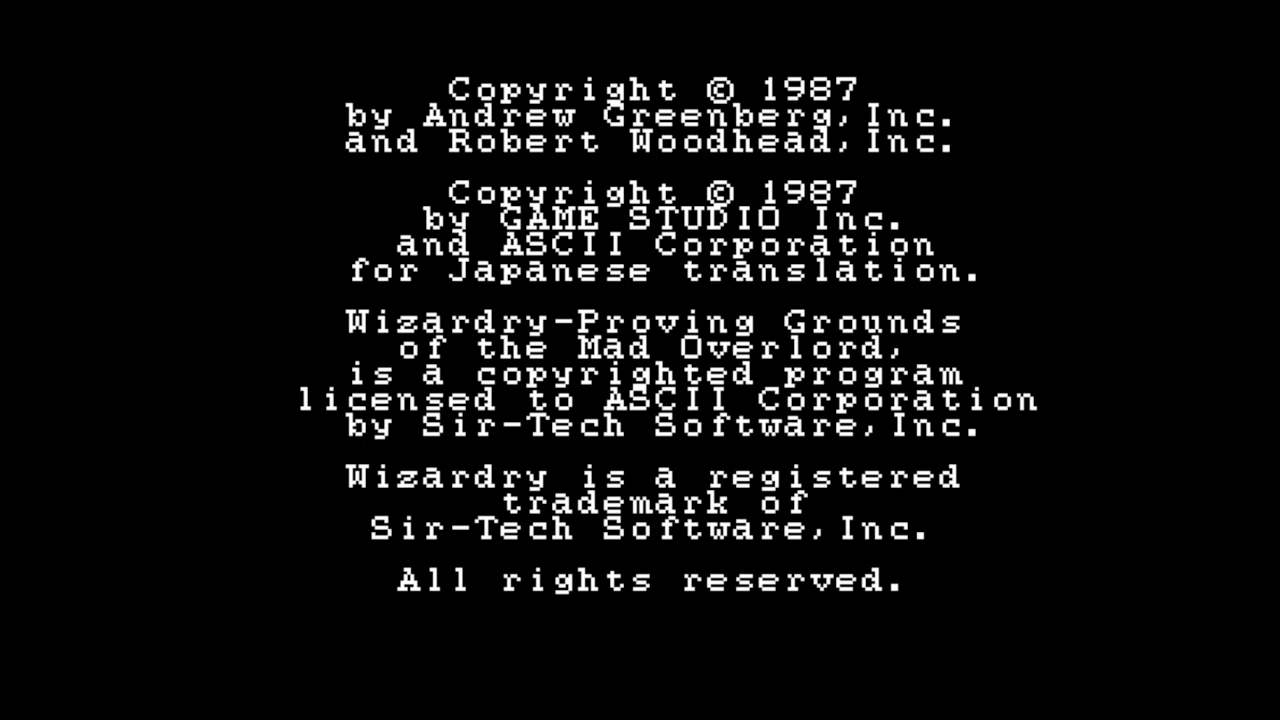 Copyright © 1987
by Andrew Greenberg, Inc.
and Robert Woodhead, Inc.
Copyright © 1987
by GAME STUDIO Inc.
and ASCII Corporation
for Japanese translation.
Wizardry-Proving Grounds
of the Mad Overlord,
is a copyrighted program
licensed to ASCII Corporation
by Sir-Tech Software, Inc.
Wizardry is a registered
trademark of
Sir-Tech Software, Inc.
All rights reserved.